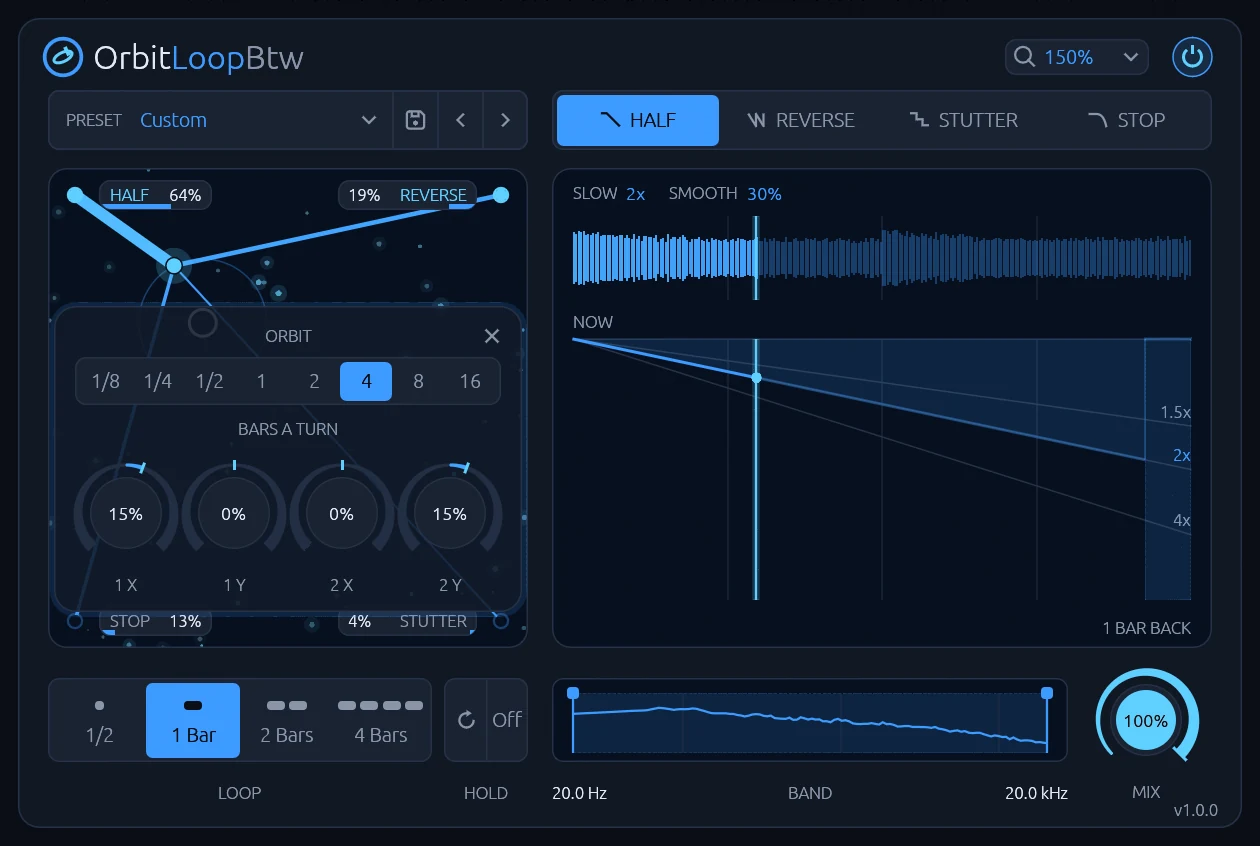 OrbitLoopBtw
150%
PRESET Custom
HALF REVERSE STUTTER STOP
HALF 64%
19% REVERSE
SLOW 2x SMOOTH 30%
NOW
ORBIT
1/8 1/4 1/2 1 2 4 8 16
BARS A TURN
15% 0% 0% 15%
1 X 1 Y 2 X 2 Y
STOP 13%
4% STUTTER
1.5x
2x
4x
1 BAR BACK
1/2 1 Bar 2 Bars 4 Bars
Off
100%
LOOP HOLD
20.0 Hz BAND 20.0 kHz
MIX
v1.0.0